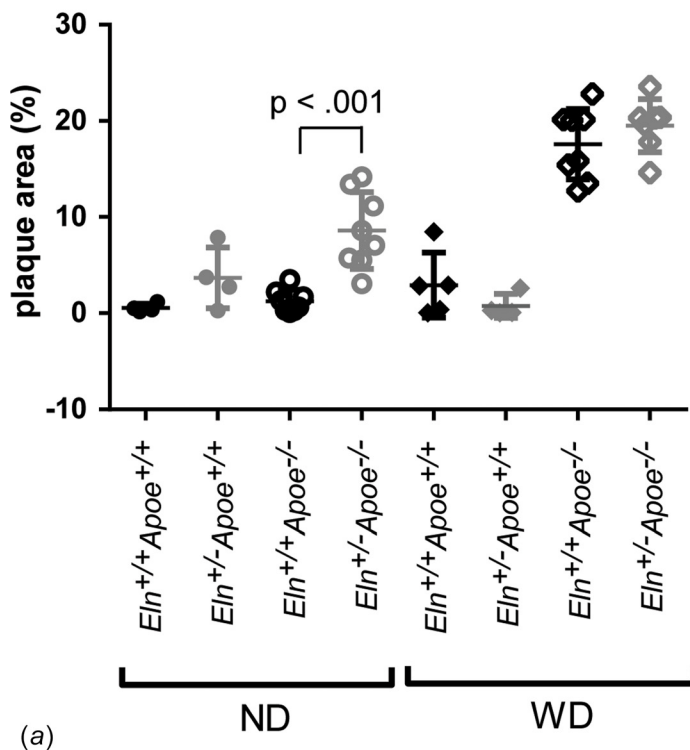 plaque area (%)
30
20
10
0
-10
p < .001
Eln+/+Apoe+/+
Eln+/-Apoe+/+
Eln+/+Apoe-/-
Eln+/-Apoe-/-
Eln+/+Apoe+/+
Eln+/-Apoe+/+
Eln+/+Apoe-/-
Eln+/-Apoe-/-
ND
WD
(a)